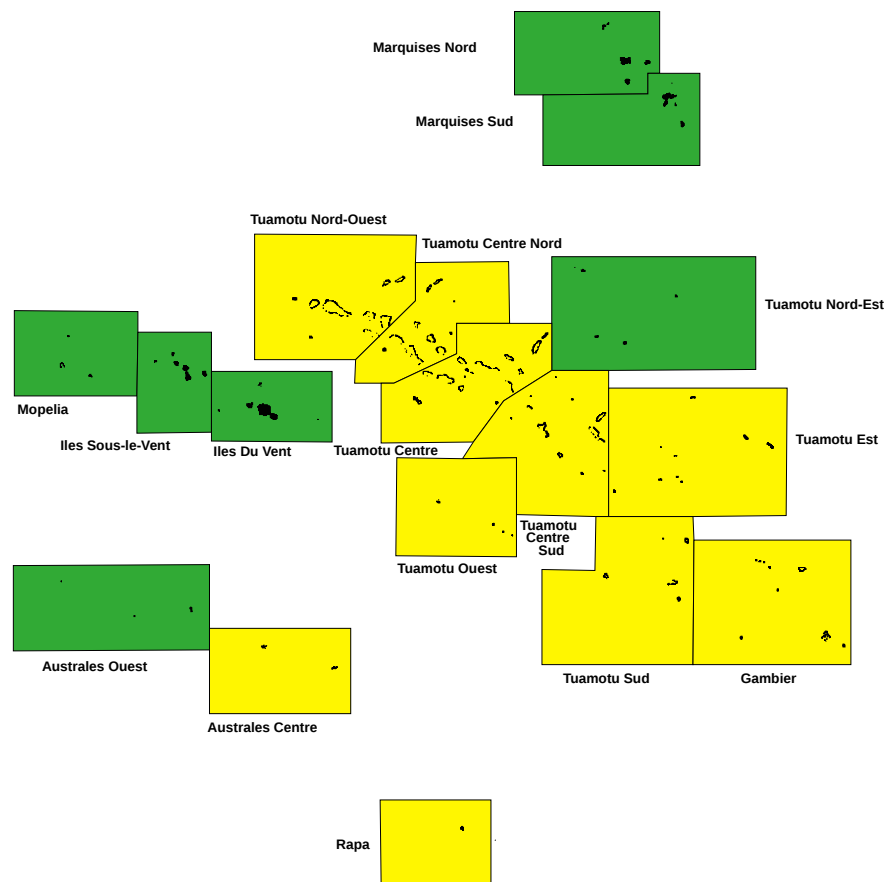 Marquises Nord
Marquises Sud
Tuamotu Nord-Ouest
Tuamotu Centre Nord
Tuamotu Nord-Est
Mopelia
Iles Sous-le-Vent
Iles Du Vent
Tuamotu Centre
Tuamotu Est
Tuamotu
Centre
Sud
Tuamotu Ouest
Australes Ouest
Tuamotu Sud
Gambier
Australes Centre
Rapa